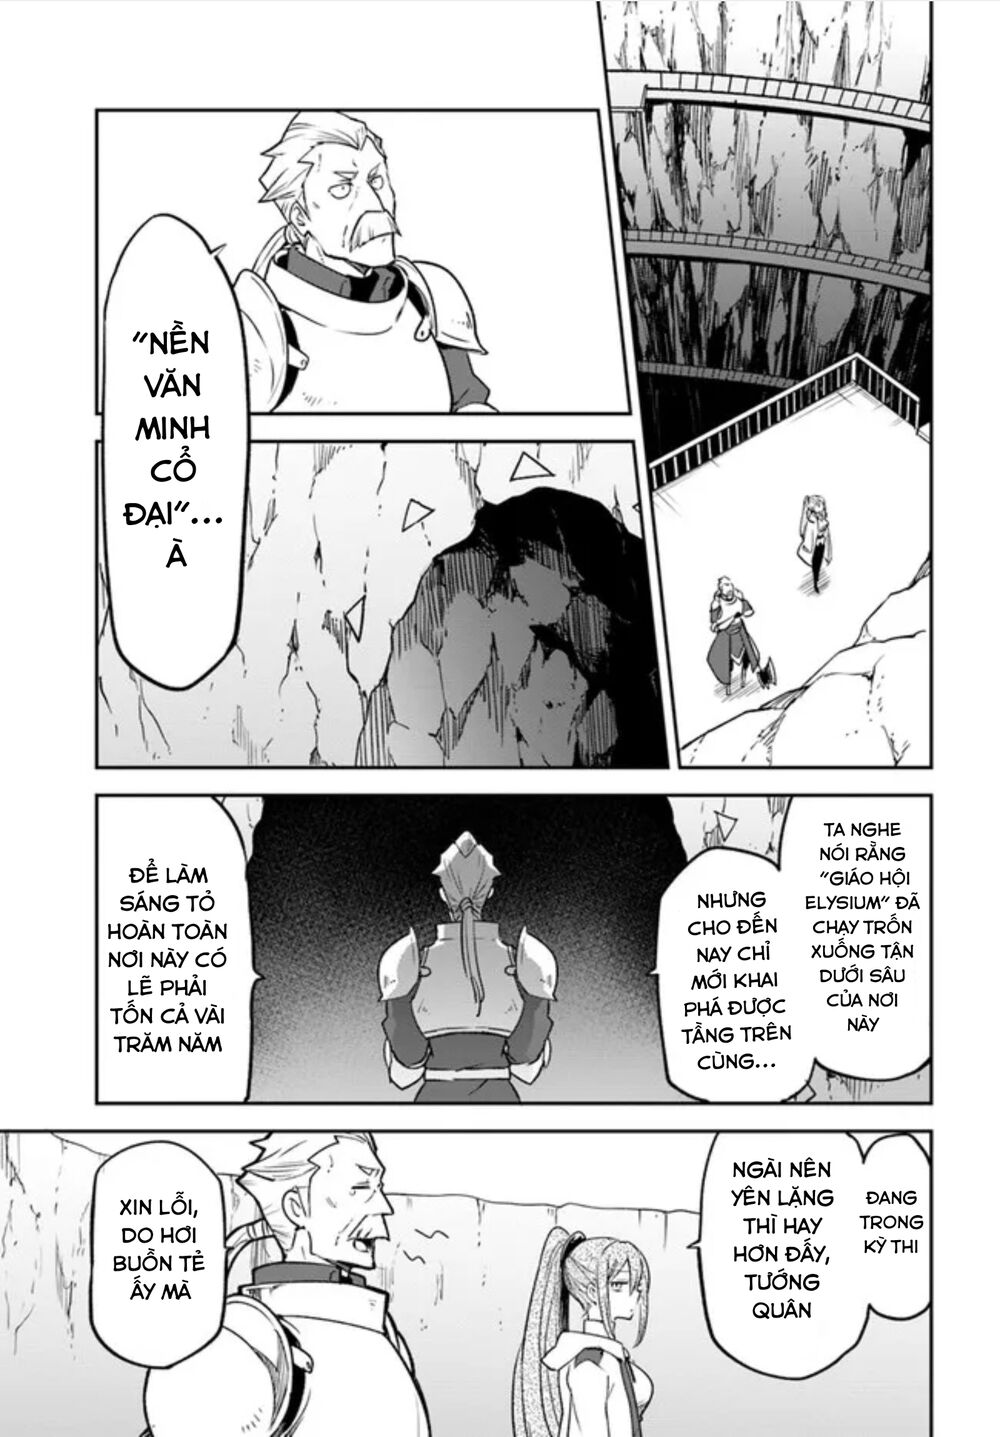 "NỀN
VĂN
MINH
CỔ
ĐẠI"...
À
TA NGHE
NÓI RẰNG
"GIÁO HỘI
ELYSIUM" ĐÃ
CHẠY TRỐN
XUỐNG TẬN
DƯỚI SÂU
CỦA NƠI
NÀY
NHƯNG
CHO ĐẾN
NAY CHỈ
MỚI KHAI
PHÁ ĐƯỢC
TẦNG TRÊN
CÙNG...
ĐỂ LÀM
SÁNG TỎ
HOÀN TOÀN
NƠI NÀY CÓ
LẼ PHẢI
TỐN CẢ VÀI
TRĂM NĂM
ĐANG
TRONG
KỲ THI
NGÀI NÊN
YÊN LẶNG
THÌ HAY
HƠN ĐẤY,
TƯỚNG
QUÂN
XIN LỖI,
DO HƠI
BUỒN TẺ
ẤY MÀ